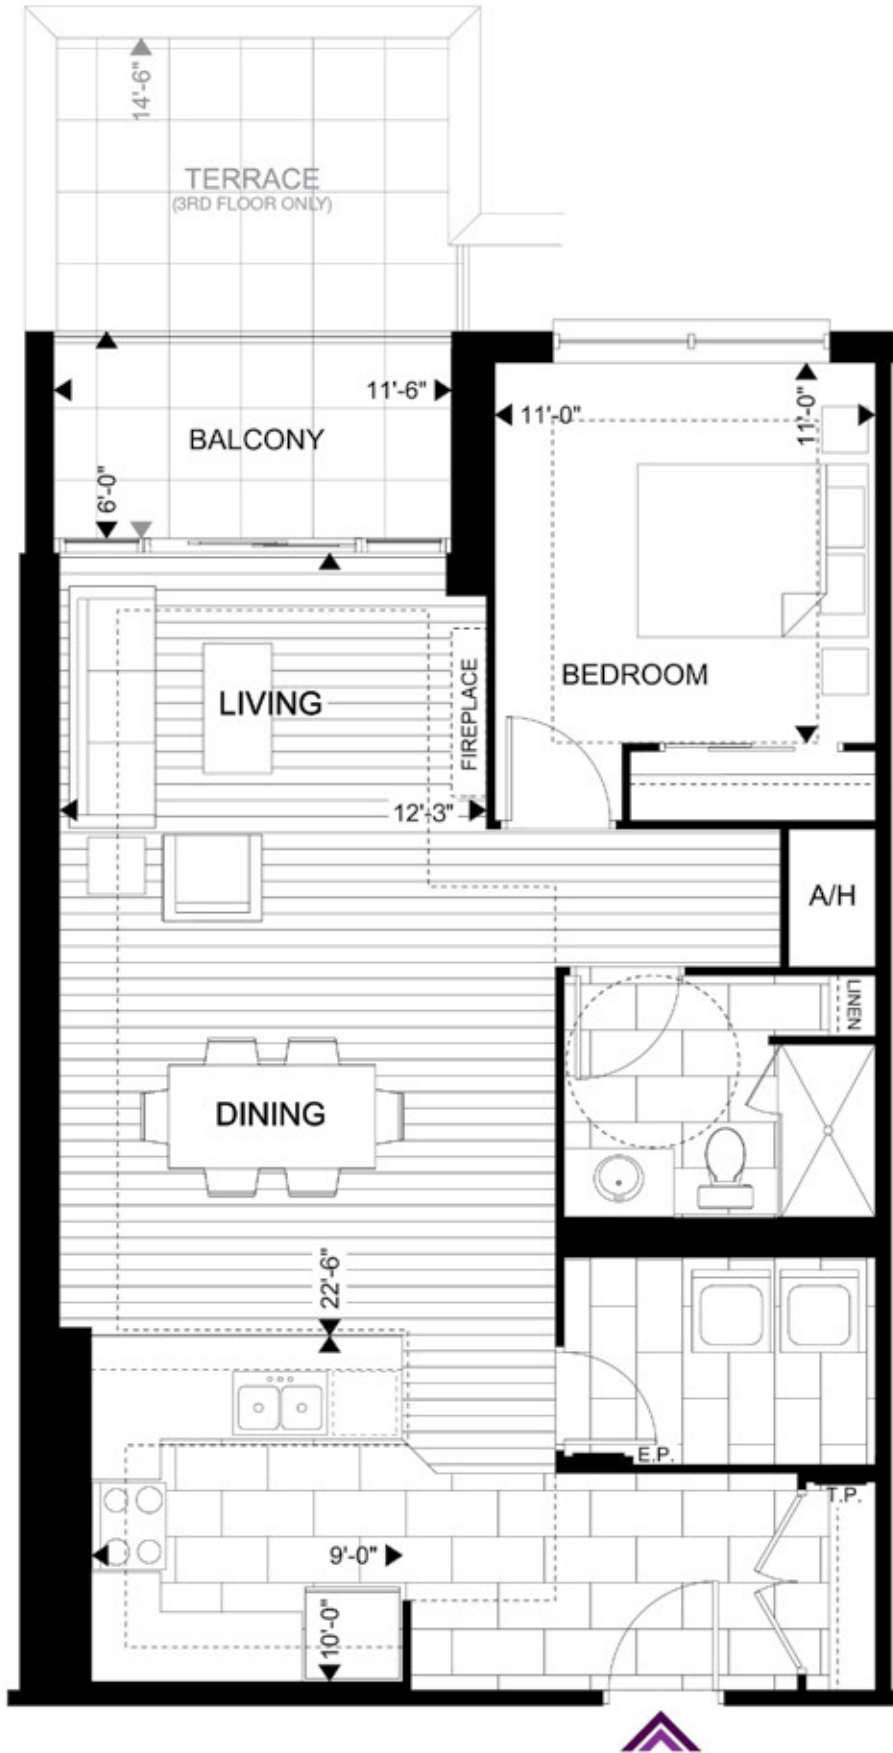 14'-6"
TERRACE
(3RD FLOOR ONLY)
11'-6"
11'-0"
11'-0"
BALCONY
6'-0"
BEDROOM
LIVING
FIREPLACE
12'-3"
A/H
LINEN
DINING
22'-6"
E.P.
T.P.
9'-0"
10'-0"